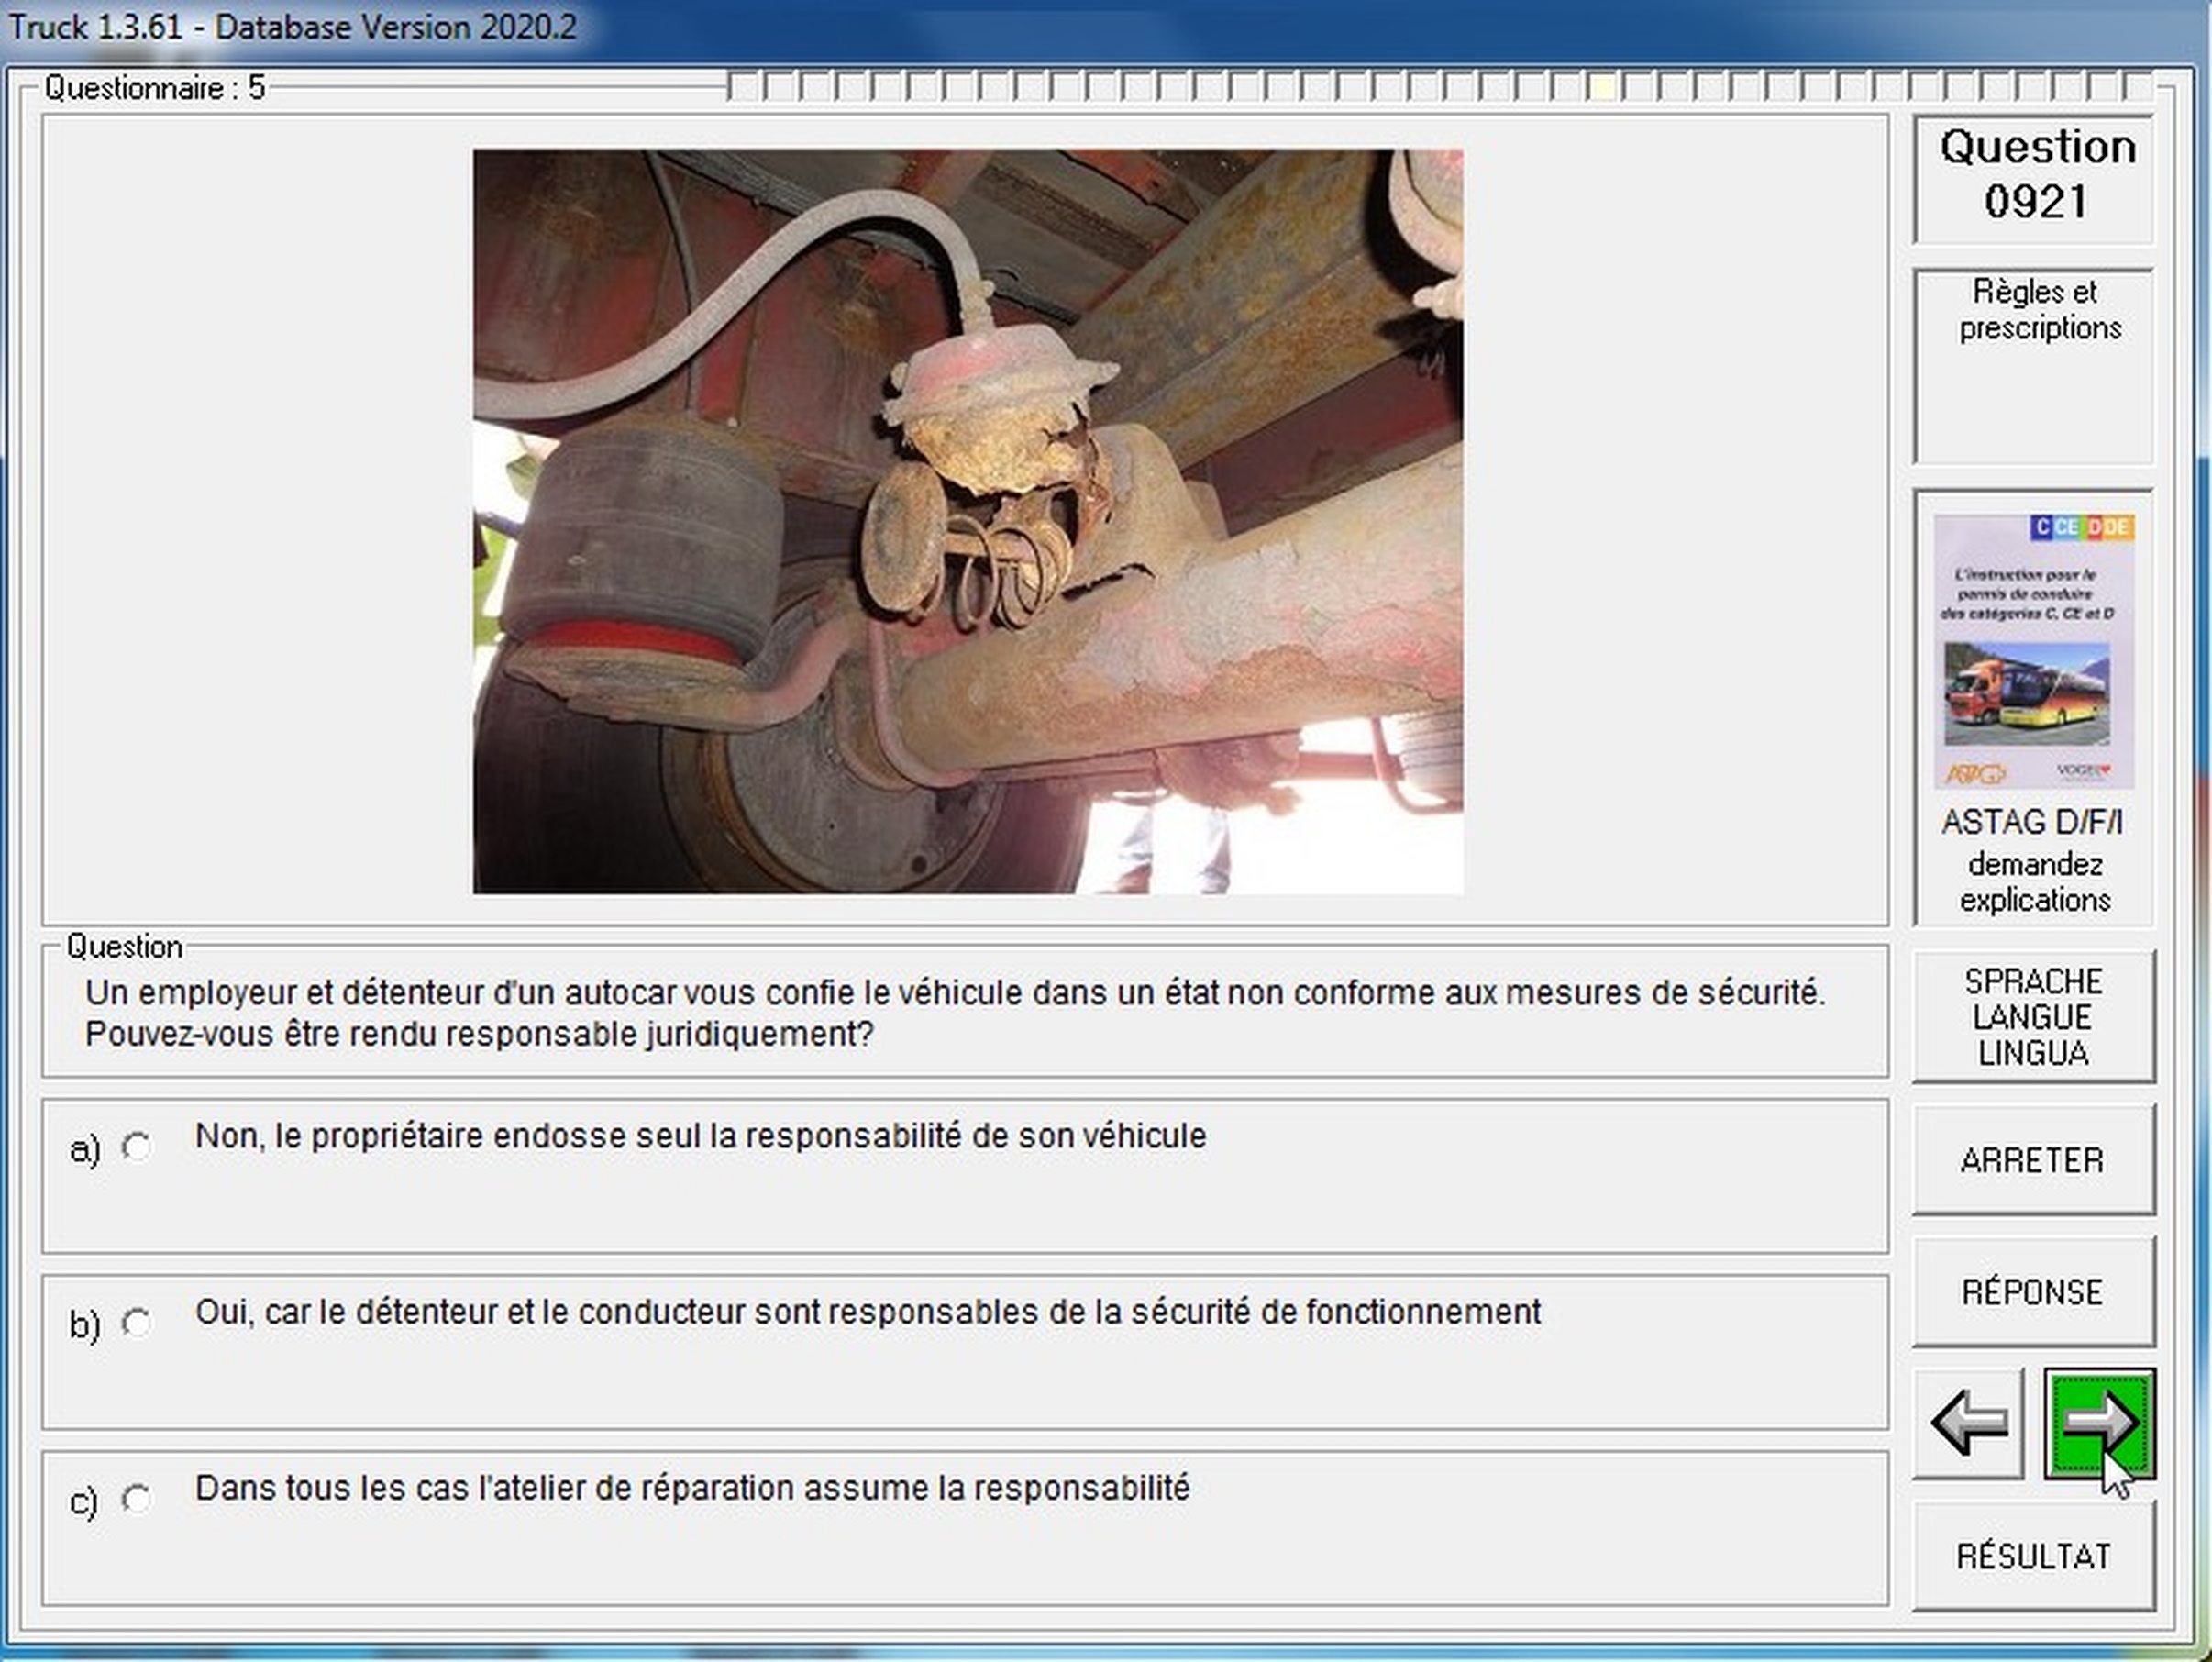 Truck 1.3.61 - Database Version 2020.2
Questionnaire : 5
Question
0921
Règles et
prescriptions
C CE D DE
L'instruction pour le
permis de conduire
des catégories C, CE et D
ASTAG
VOGEL
ASTAG D/F/I
demandez
explications
Question
Un employeur et détenteur d'un autocar vous confie le véhicule dans un état non conforme aux mesures de sécurité.
Pouvez-vous être rendu responsable juridiquement?
SPRACHE
LANGUE
LINGUA
a) Non, le propriétaire endosse seul la responsabilité de son véhicule
ARRETER
b) Oui, car le détenteur et le conducteur sont responsables de la sécurité de fonctionnement
RÉPONSE
c) Dans tous les cas l'atelier de réparation assume la responsabilité
RÉSULTAT